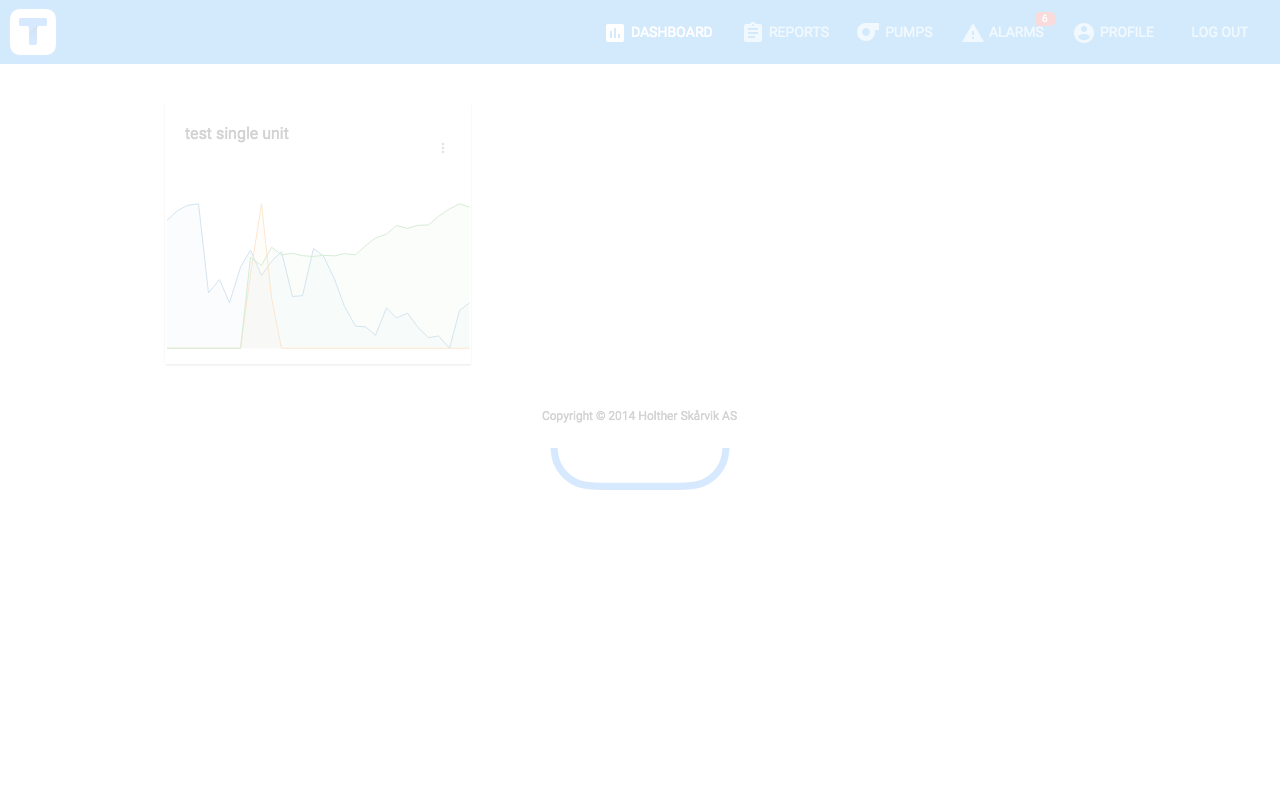 T
DASHBOARD
REPORTS
PUMPS
ALARMS
6
PROFILE
LOG OUT
test single unit
Copyright © 2014 Holther Skårvik AS